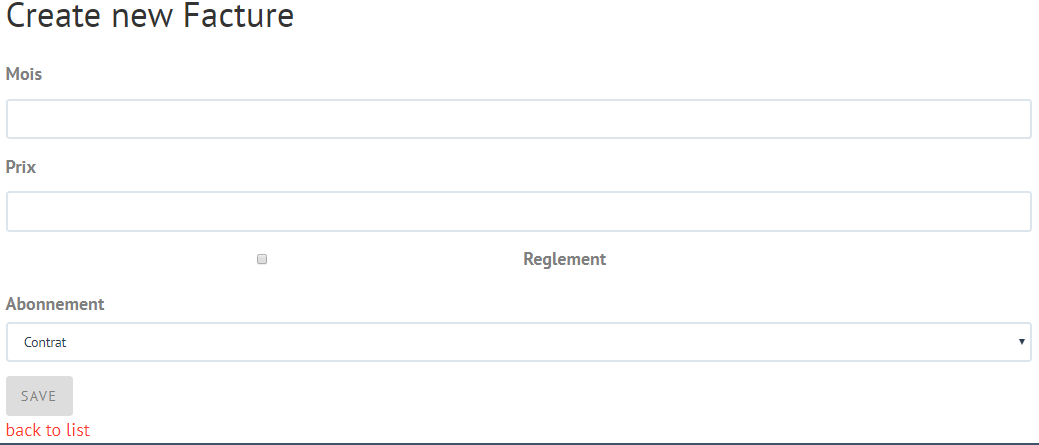 Create new Facture
Mois
Prix
Reglement
Abonnement
Contrat
SAVE
back to list